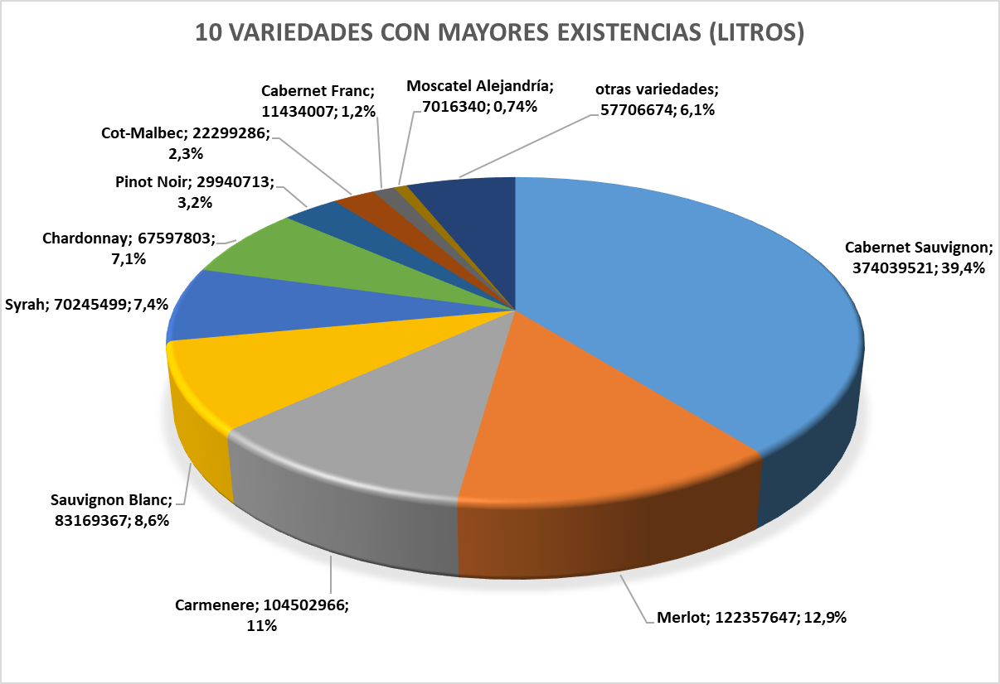 10 VARIEDADES CON MAYORES EXISTENCIAS (LITROS)
Cabernet Franc;
11434007; 1,2%
Moscatel Alejandría;
7016340; 0,74%
otras variedades;
57706674; 6,1%
Cot-Malbec; 22299286;
2,3%
Pinot Noir; 29940713;
3,2%
Chardonnay; 67597803;
7,1%
Cabernet Sauvignon;
374039521; 39,4%
Syrah; 70245499; 7,4%
Sauvignon Blanc;
83169367; 8,6%
Carmenere; 104502966;
11%
Merlot; 122357647; 12,9%